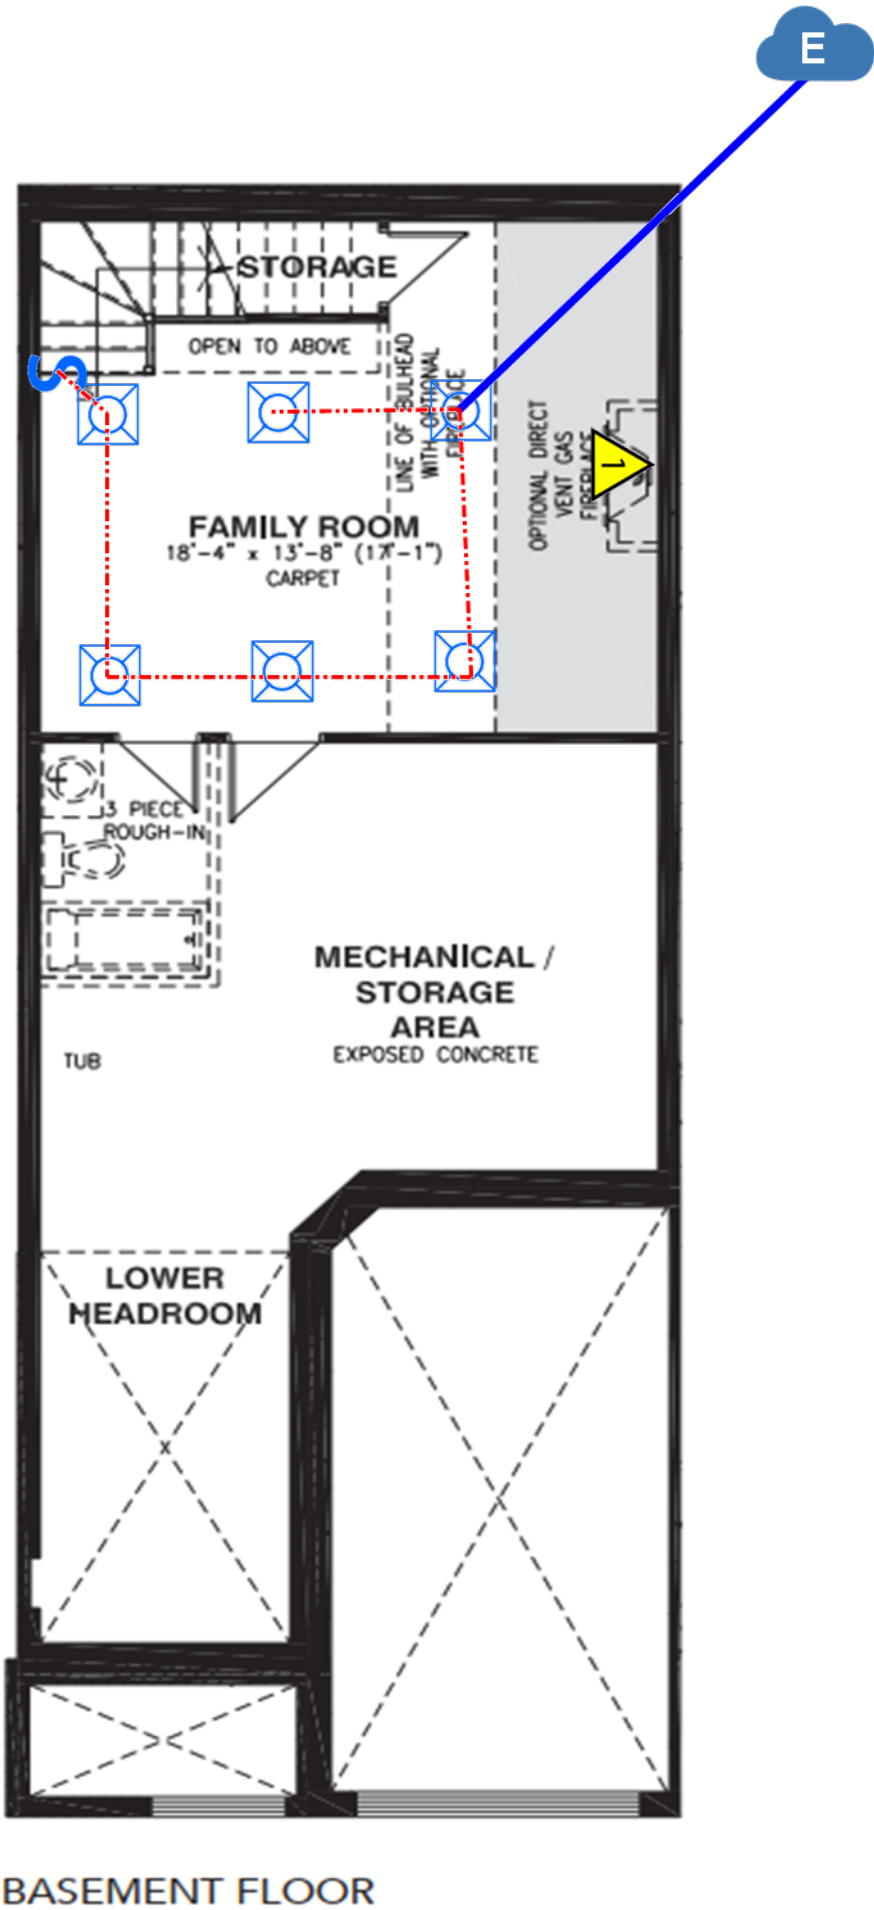 E
STORAGE
OPEN TO ABOVE
LINE OF BULHEAD
WITH OPTIONAL
FIREPLACE
OPTIONAL DIRECT
VENT GAS
FIREPLACE
1
S
FAMILY ROOM
18'-4" x 13'-8" (17'-1")
CARPET
3 PIECE
ROUGH-IN
MECHANICAL /
STORAGE
AREA
EXPOSED CONCRETE
TUB
LOWER
HEADROOM
BASEMENT FLOOR